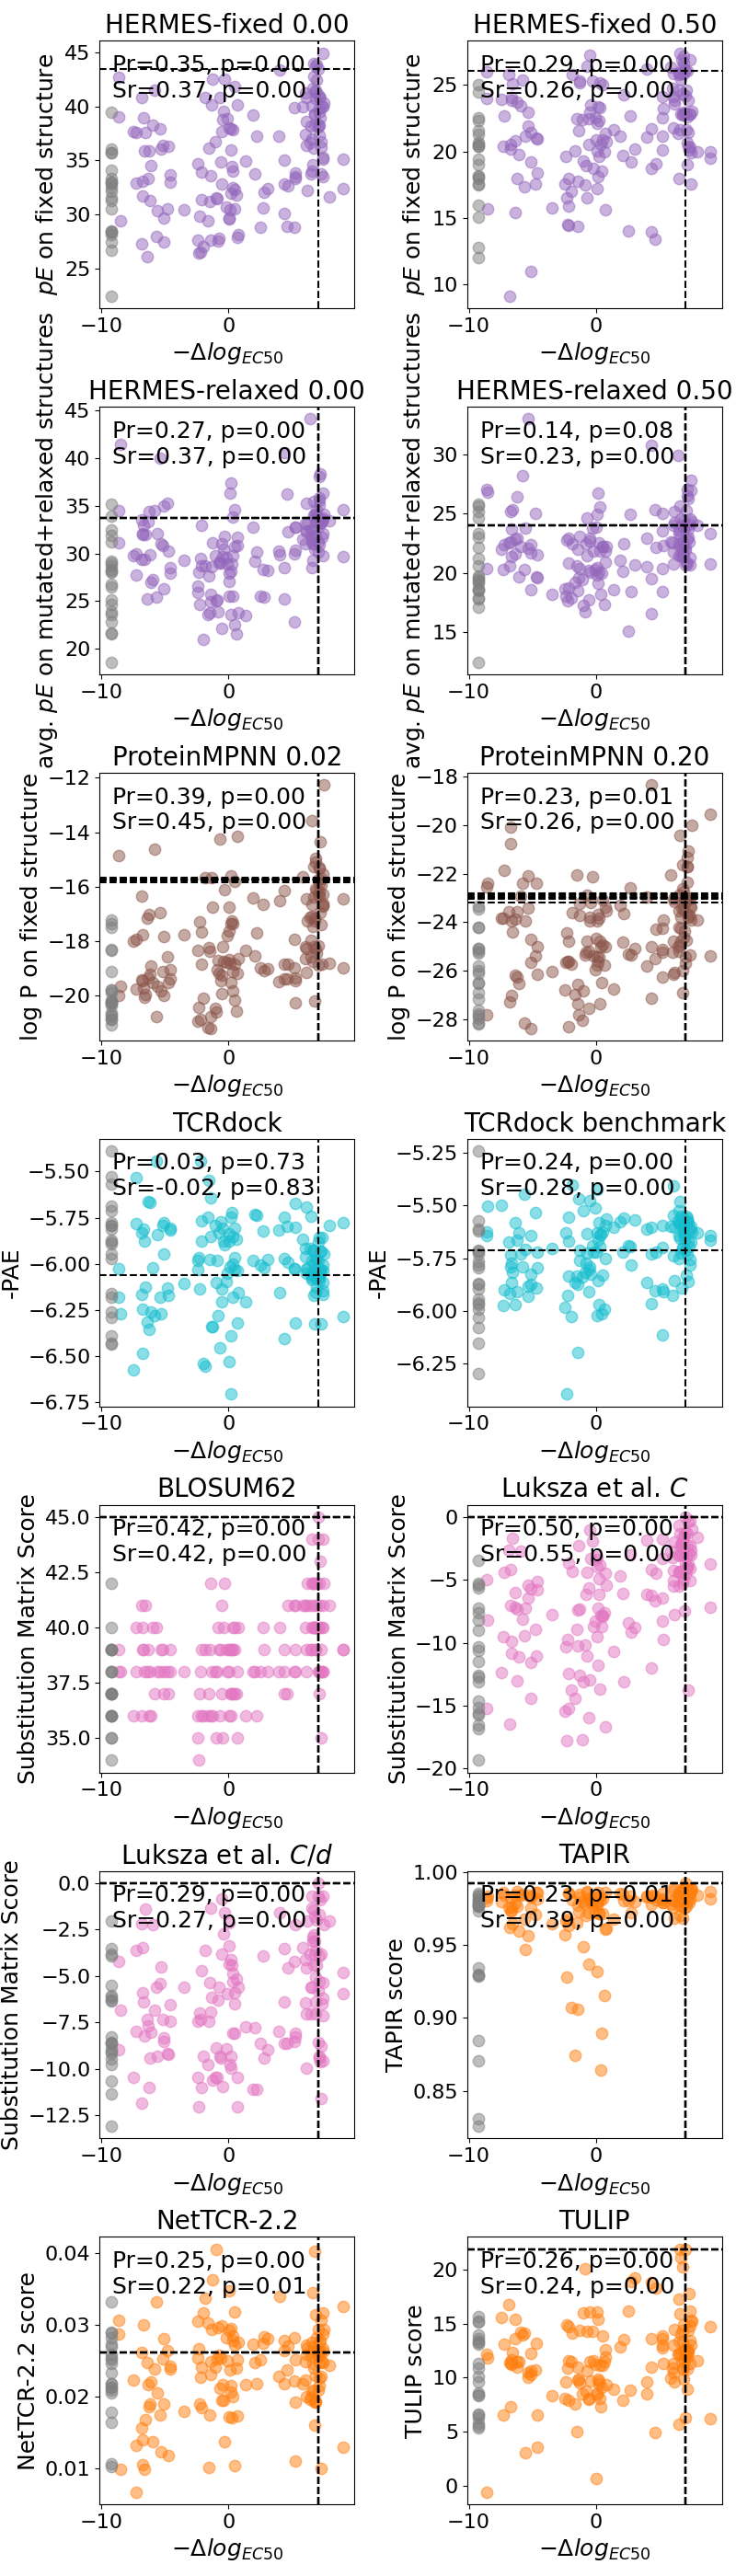 HERMES-fixed 0.00
Pr=0.35, p=0.00
Sr=0.37, p=0.00
45
40
35
30
25
pE on fixed structure
−10
0
−Δlog_EC50
HERMES-fixed 0.50
Pr=0.29, p=0.00
Sr=0.26, p=0.00
25
20
15
10
pE on fixed structure
−10
0
−Δlog_EC50
HERMES-relaxed 0.00
Pr=0.27, p=0.00
Sr=0.37, p=0.00
45
40
35
30
25
20
avg. pE on mutated+relaxed structures
−10
0
−Δlog_EC50
HERMES-relaxed 0.50
Pr=0.14, p=0.08
Sr=0.23, p=0.00
30
25
20
15
avg. pE on mutated+relaxed structures
−10
0
−Δlog_EC50
ProteinMPNN 0.02
Pr=0.39, p=0.00
Sr=0.45, p=0.00
−12
−14
−16
−18
−20
log P on fixed structure
−10
0
−Δlog_EC50
ProteinMPNN 0.20
Pr=0.23, p=0.01
Sr=0.26, p=0.00
−18
−20
−22
−24
−26
−28
log P on fixed structure
−10
0
−Δlog_EC50
TCRdock
Pr=0.03, p=0.73
Sr=-0.02, p=0.83
−5.50
−5.75
−6.00
−6.25
−6.50
−6.75
-PAE
−10
0
−Δlog_EC50
TCRdock benchmark
Pr=0.24, p=0.00
Sr=0.28, p=0.00
−5.25
−5.50
−5.75
−6.00
−6.25
-PAE
−10
0
−Δlog_EC50
BLOSUM62
Pr=0.42, p=0.00
Sr=0.42, p=0.00
45.0
42.5
40.0
37.5
35.0
Substitution Matrix Score
−10
0
−Δlog_EC50
Luksza et al. C
Pr=0.50, p=0.00
Sr=0.55, p=0.00
0
−5
−10
−15
−20
Substitution Matrix Score
−10
0
−Δlog_EC50
Luksza et al. C/d
Pr=0.29, p=0.00
Sr=0.27, p=0.00
0.0
−2.5
−5.0
−7.5
−10.0
−12.5
Substitution Matrix Score
−10
0
−Δlog_EC50
TAPIR
Pr=0.23, p=0.01
Sr=0.39, p=0.00
1.00
0.95
0.90
0.85
TAPIR score
−10
0
−Δlog_EC50
NetTCR-2.2
Pr=0.25, p=0.00
Sr=0.22, p=0.01
0.04
0.03
0.02
0.01
NetTCR-2.2 score
−10
0
−Δlog_EC50
TULIP
Pr=0.26, p=0.00
Sr=0.24, p=0.00
20
15
10
5
0
TULIP score
−10
0
−Δlog_EC50